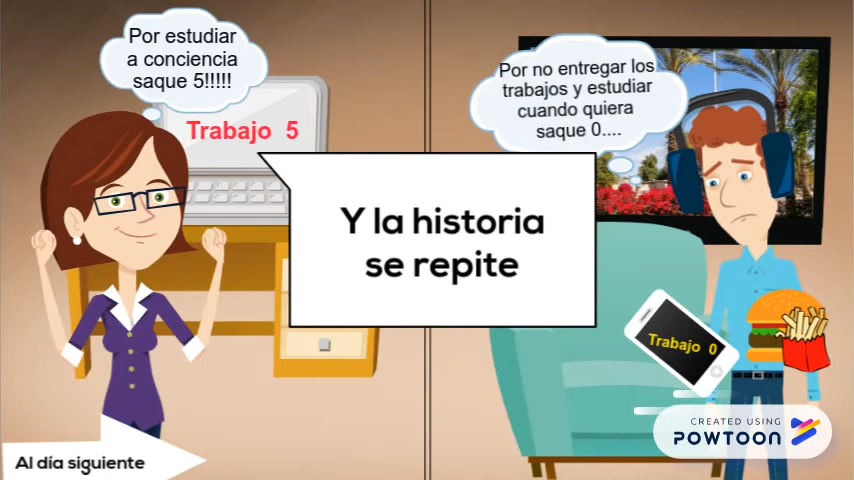 Por estudiar
a conciencia
saque 5!!!!!
Trabajo 5
Por no entregar los
trabajos y estudiar
cuando quiera
saque 0....
Y la historia
se repite
Trabajo 0
Al día siguiente
CREATED USING
POWTOON